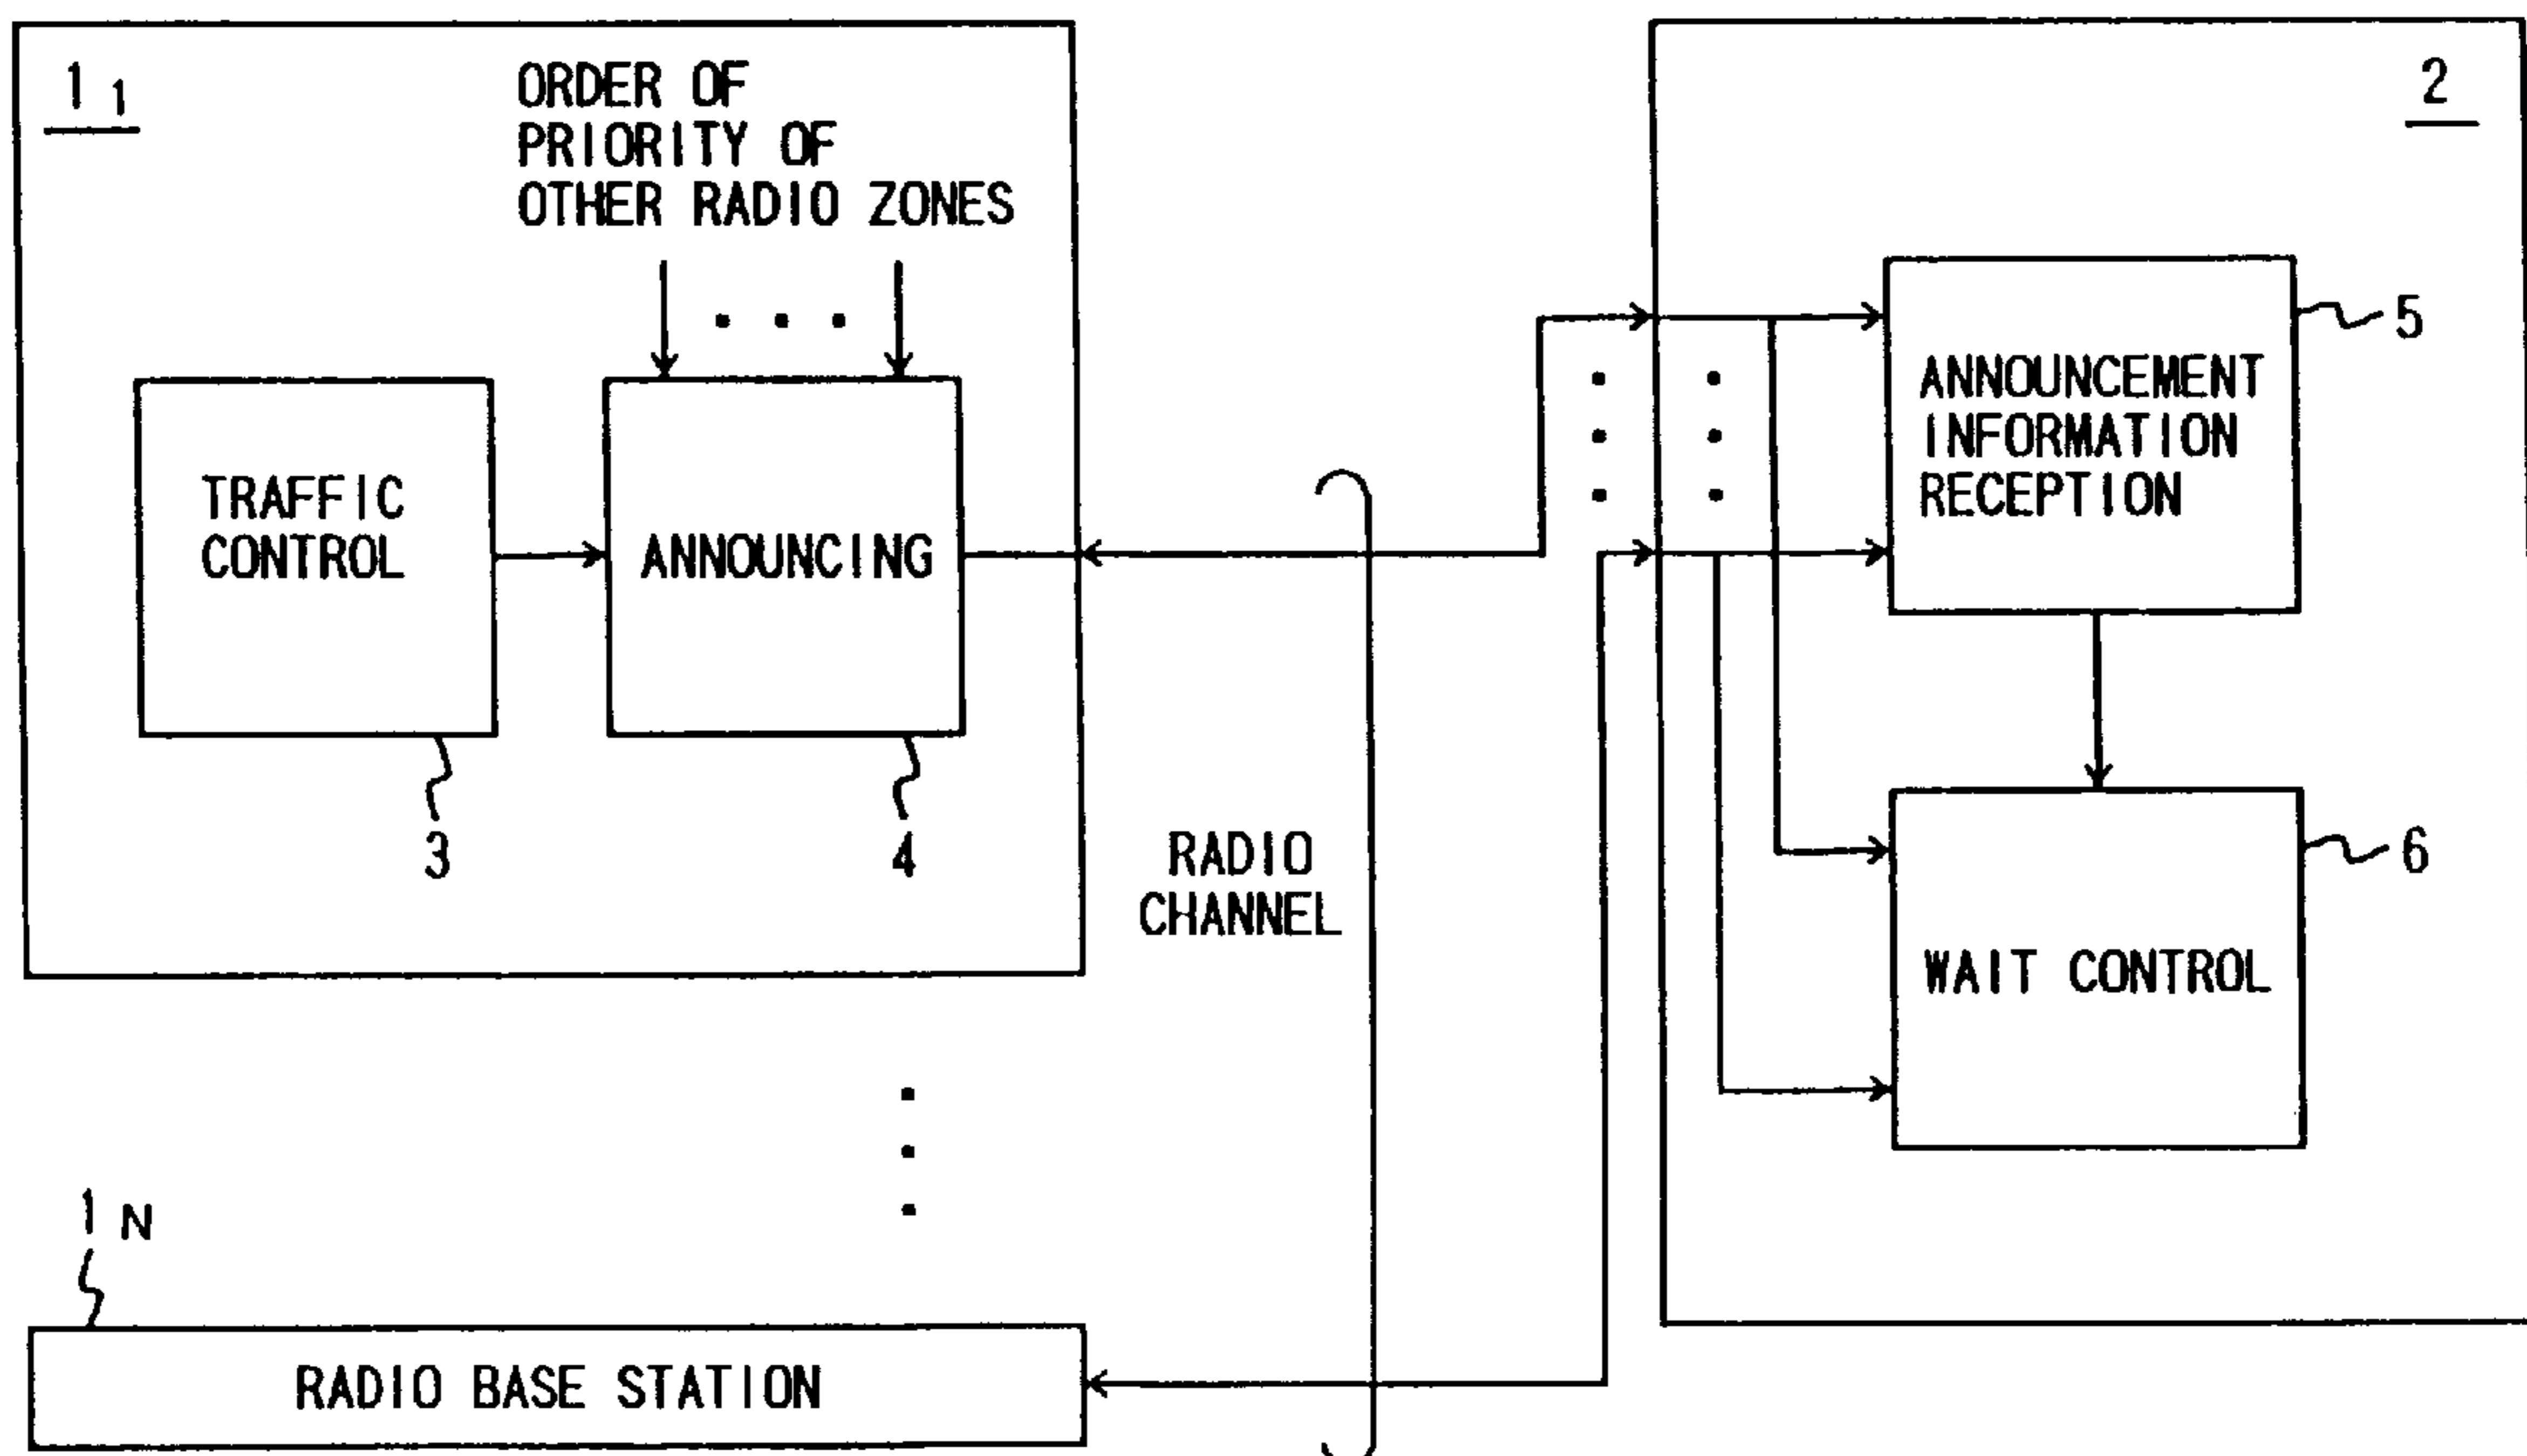 1 1
ORDER OF
PRIORITY OF
OTHER RADIO ZONES
TRAFFIC
CONTROL
ANNOUNCING
3
4
RADIO
CHANNEL
1 N
RADIO BASE STATION
2
ANNOUNCEMENT
INFORMATION
RECEPTION
5
WAIT CONTROL
6